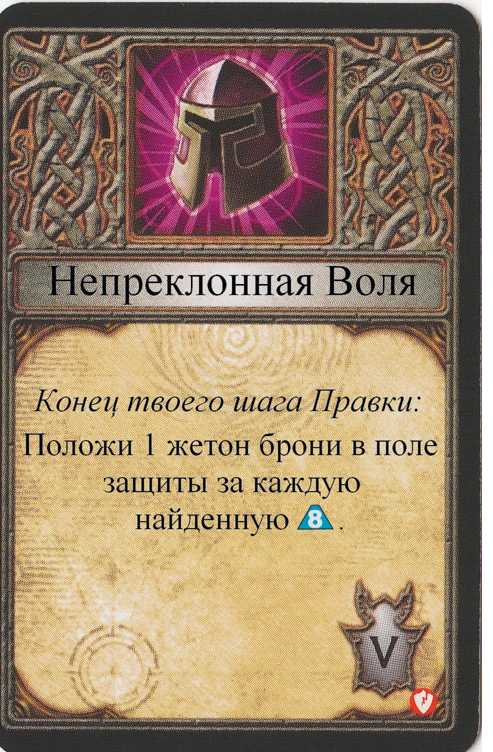 Непреклонная Воля
Конец твоего шага Правки:
Положи 1 жетон брони в поле
защиты за каждую
найденную 8 .
V